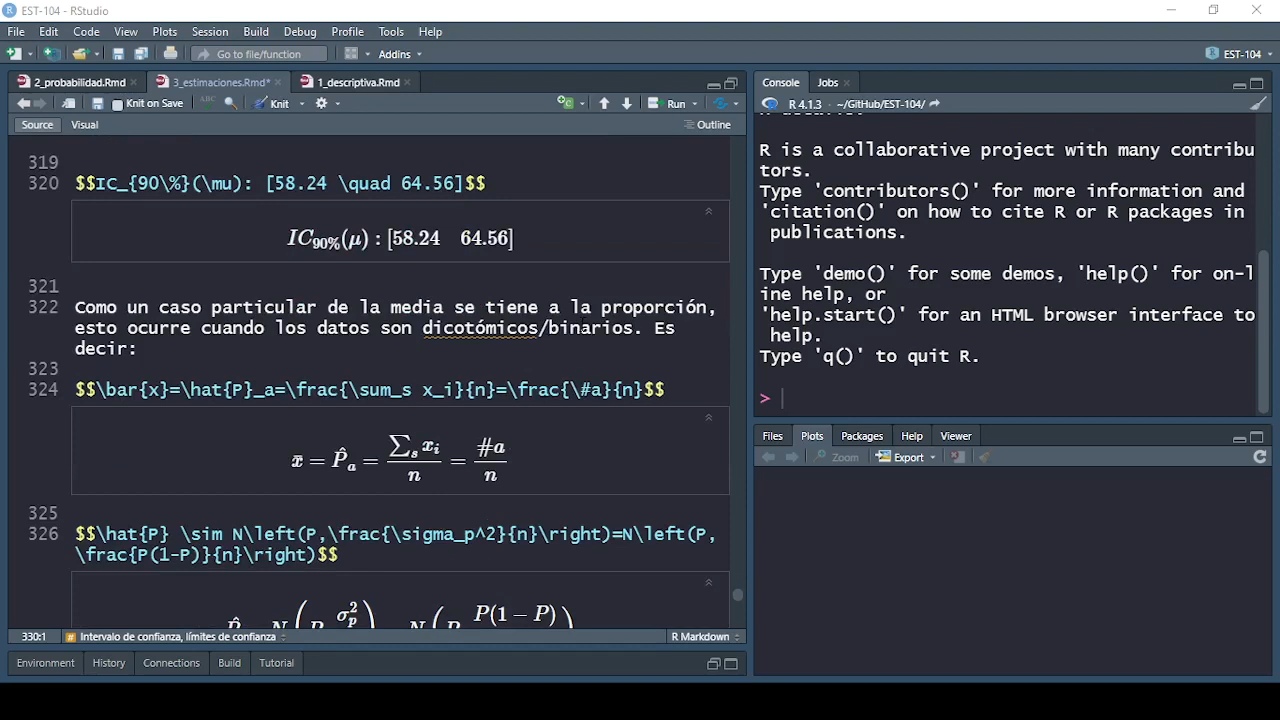 EST-104 - RStudio
File Edit Code View Plots Session Build Debug Profile Tools Help
Go to file/function Addins EST-104
2_probabilidad.Rmd 3_estimaciones.Rmd* 1_descriptiva.Rmd
Knit on Save ABC Knit Run
Source Visual Outline
319
320 $$IC_{90\%}(\mu): [58.24 \quad 64.56]$$
IC90%(μ) : [58.24 64.56]
321
322 Como un caso particular de la media se tiene a la proporción,
esto ocurre cuando los datos son dicotómicos/binarios. Es
decir:
323
324 $$\bar{x}=\hat{P}_a=\frac{\sum_s x_i}{n}=\frac{\#a}{n}$$
x̄ = P̂a = ∑s xi / n = #a / n
325
326 $$\hat{P} \sim N\left(P,\frac{\sigma_p^2}{n}\right)=N\left(P,
\frac{P(1-P)}{n}\right)$$
σp2 P(1 − P)
330:1 Intervalo de confianza, límites de confianza R Markdown
Environment History Connections Build Tutorial
Console Jobs
R 4.1.3 · ~/GitHub/EST-104/
R is a collaborative project with many contribu
tors.
Type 'contributors()' for more information and
'citation()' on how to cite R or R packages in
publications.
Type 'demo()' for some demos, 'help()' for on-l
ine help, or
'help.start()' for an HTML browser interface to
help.
Type 'q()' to quit R.
>
Files Plots Packages Help Viewer
Zoom Export